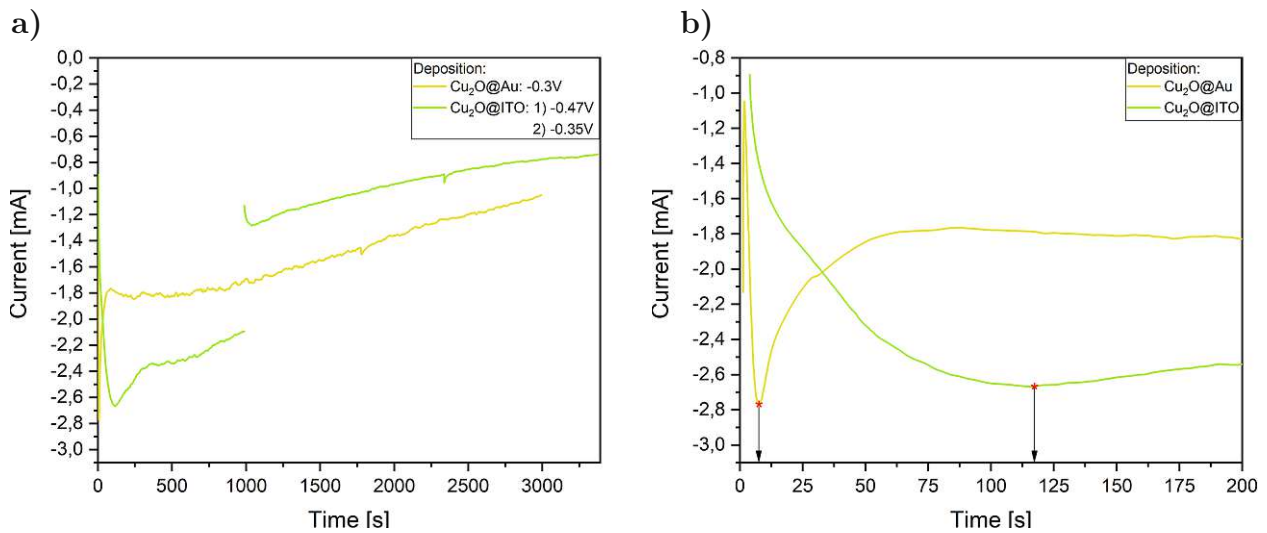 a)
0,0
-0,2
-0,4
-0,6
-0,8
-1,0
-1,2
-1,4
-1,6
-1,8
-2,0
-2,2
-2,4
-2,6
-2,8
-3,0
Current [mA]
Deposition:
Cu₂O@Au: -0.3V
Cu₂O@ITO: 1) -0.47V
2) -0.35V
0 500 1000 1500 2000 2500 3000
Time [s]
b)
-0,8
-1,0
-1,2
-1,4
-1,6
-1,8
-2,0
-2,2
-2,4
-2,6
-2,8
-3,0
Current [mA]
Deposition:
Cu₂O@Au
Cu₂O@ITO
*
*
0 25 50 75 100 125 150 175 200
Time [s]